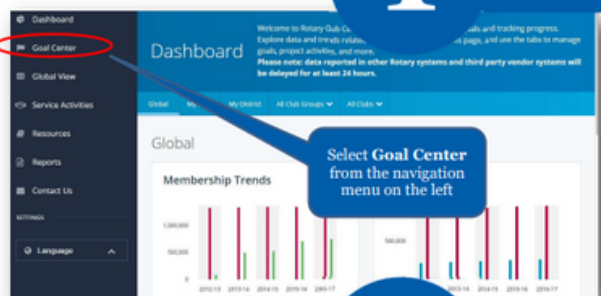 Dashboard
Goal Center
Global View
Service Activities
Resources
Reports
Contact Us
SETTINGS
Language
Dashboard
Welcome to Rotary Club
and tracking progress.
Explore data and trends
page, and use the tabs to manage
goals, project activities, and more.
Please note: data reported in other Rotary systems and third party vendor systems will
be delayed for at least 24 hours.
Global
My District
All Club Groups
All Clubs
Global
Membership Trends
Select Goal Center
from the navigation
menu on the left
1,000,000
500,000
0
2012-13 2013-14 2014-15 2015-16
500,000
2013-14 2014-15 2015-16 2016-17